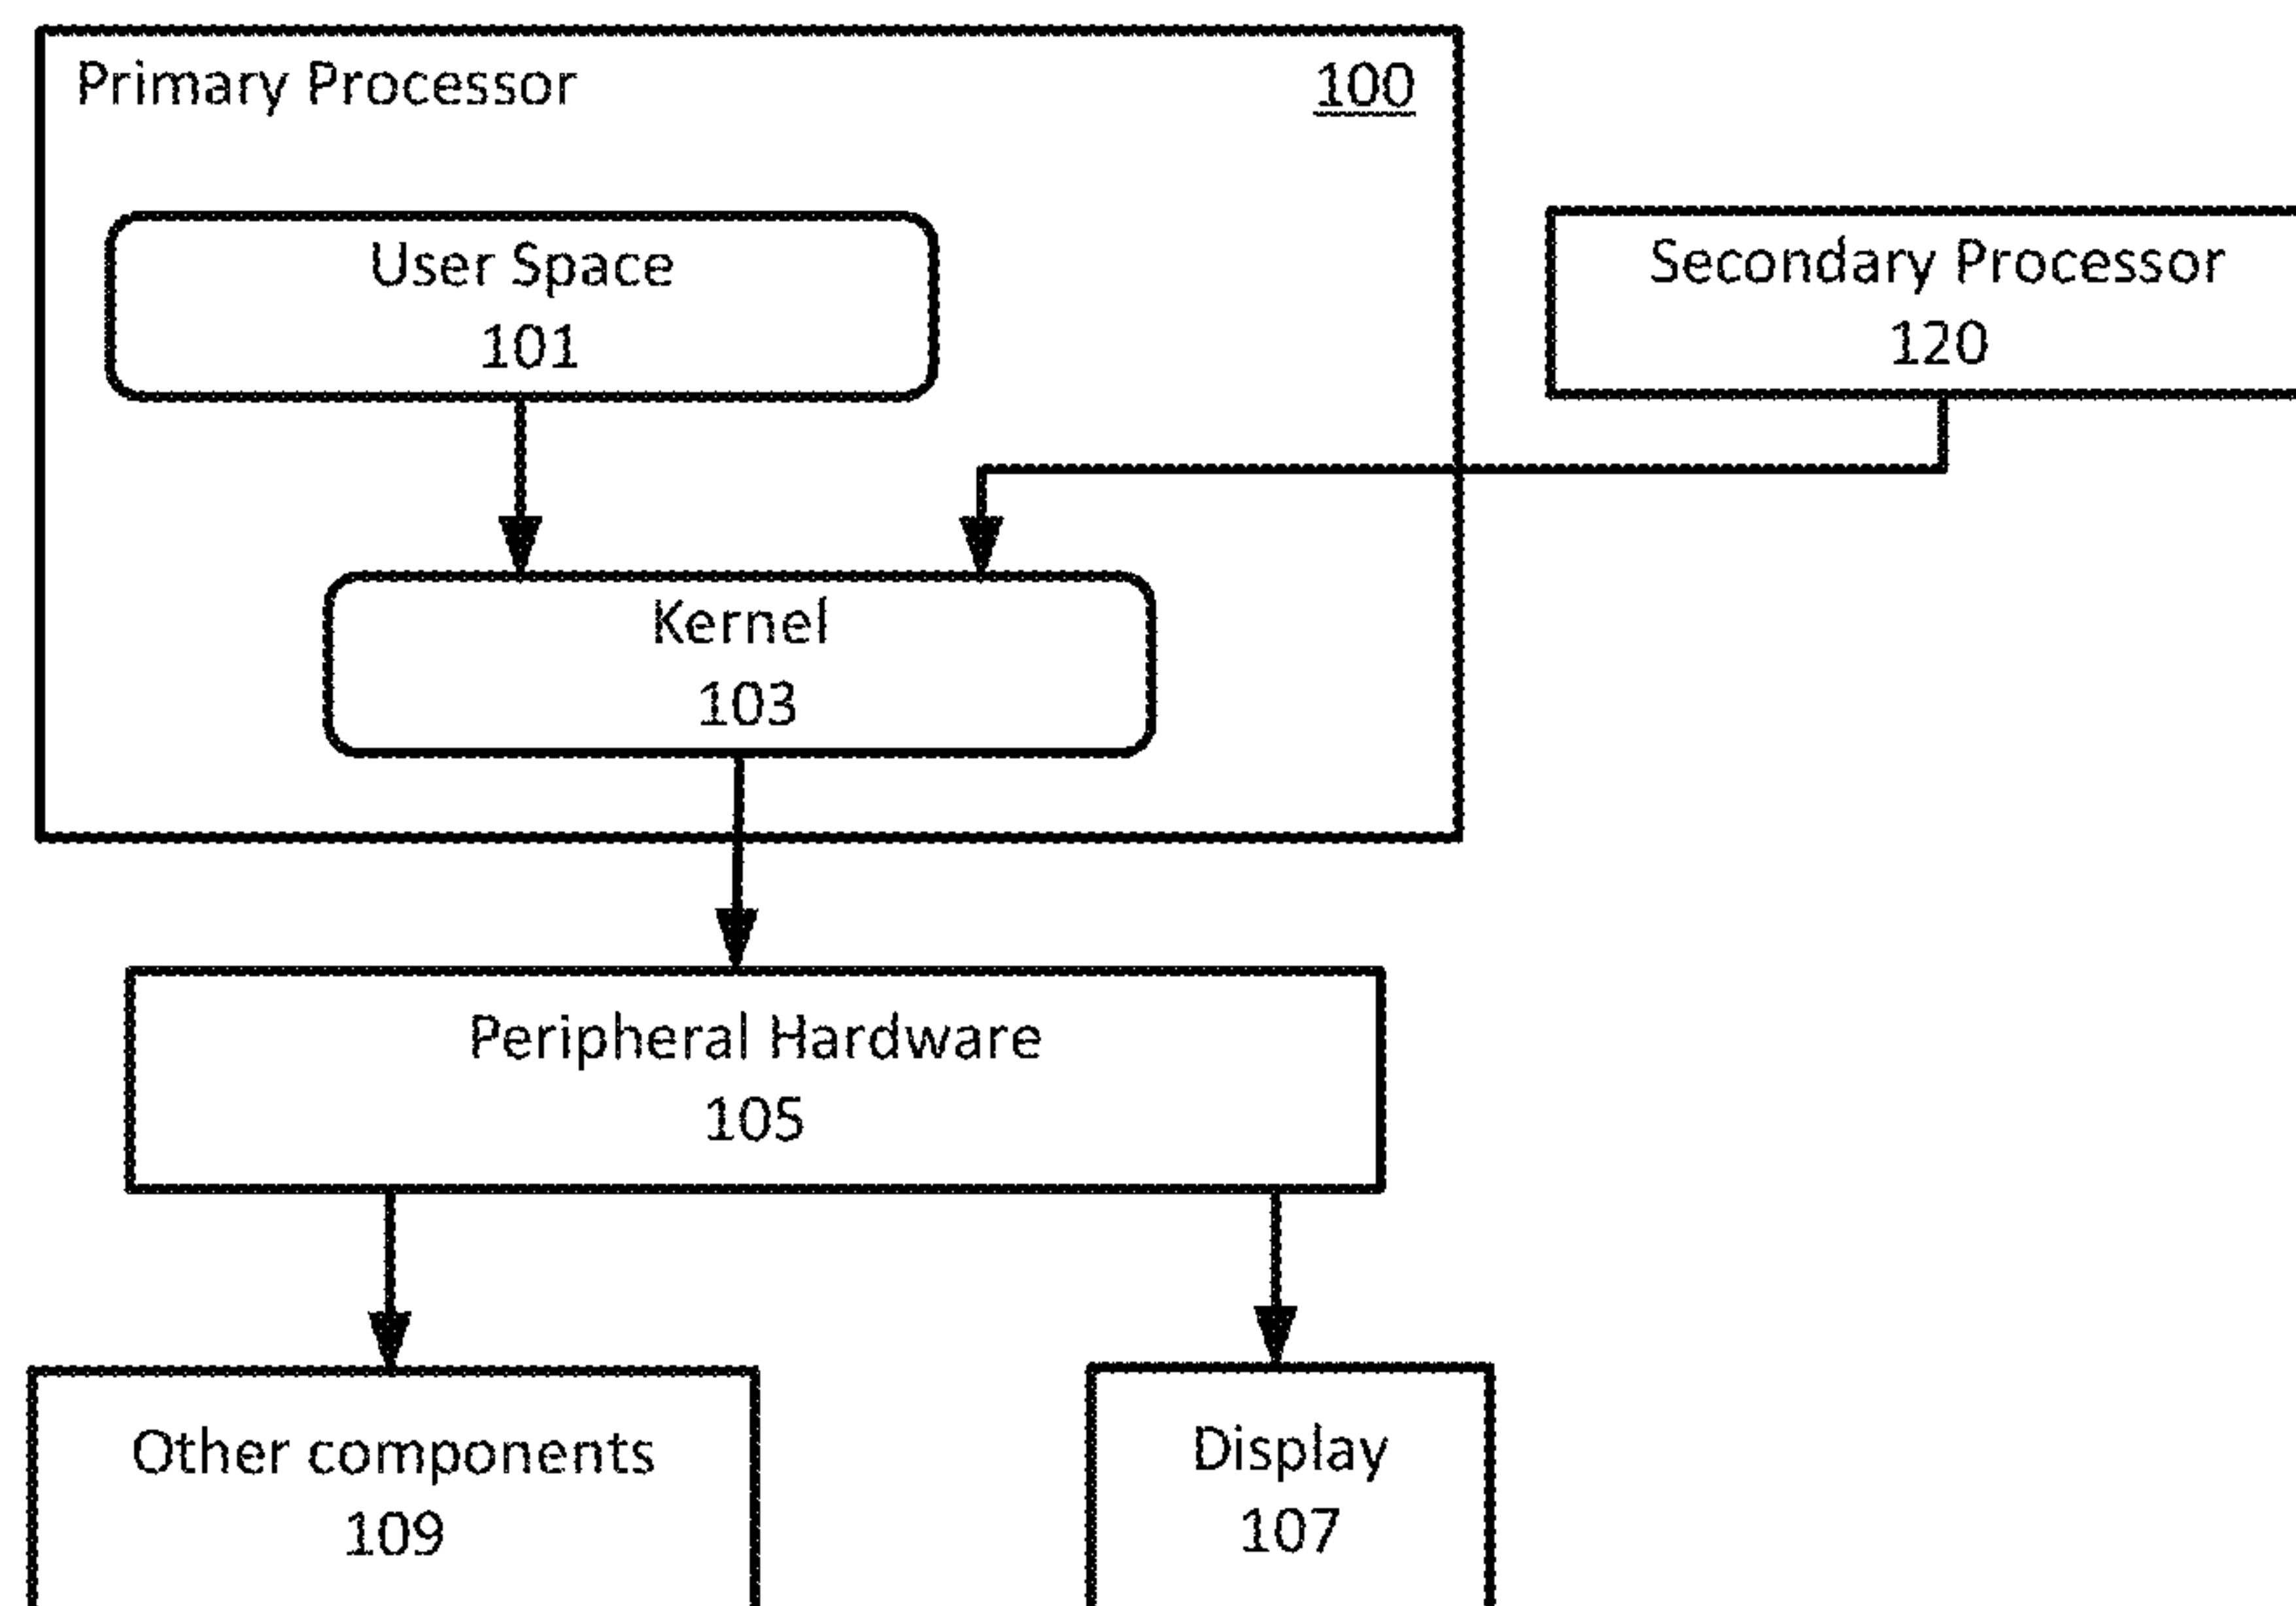 Primary Processor 100
User Space
101
Secondary Processor
120
Kernel
103
Peripheral Hardware
105
Other components
109
Display
107